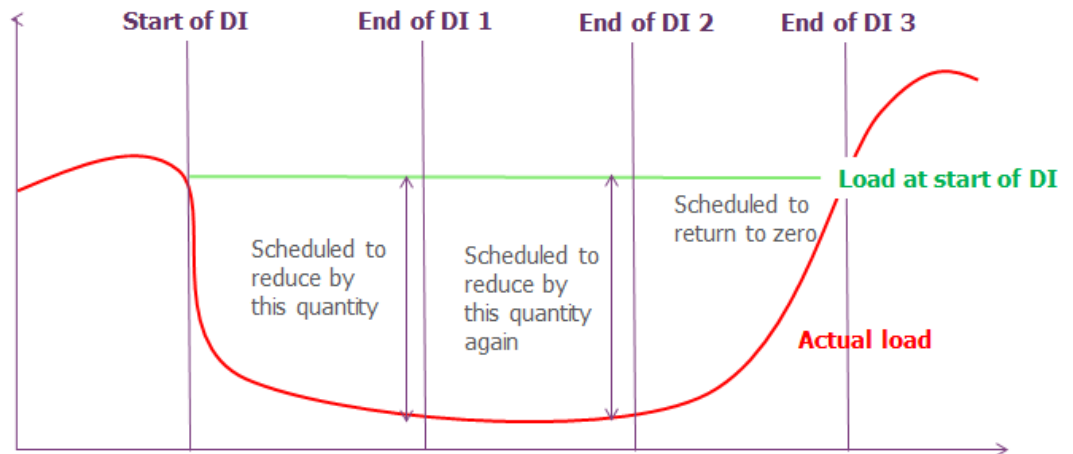 Start of DI
End of DI 1
End of DI 2
End of DI 3
Load at start of DI
Scheduled to
reduce by
this quantity
Scheduled to
reduce by
this quantity
again
Scheduled to
return to zero
Actual load